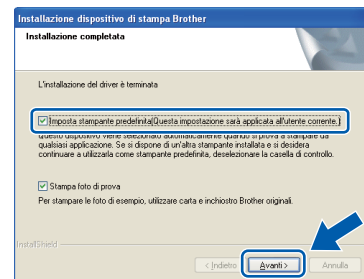 Installazione dispositivo di stampa Brother
Installazione completata
L'installazione del driver è terminata
Imposta stampante predefinita(Questa impostazione sarà applicata all'utente corrente.)
questo dispositivo viene selezionato automaticamente quando si prova a stampare da
qualsiasi applicazione. Se si dispone di un'altra stampante installata e si desidera
continuare a utilizzarla come stampante predefinita, deselezionare la casella di controllo.
Stampa foto di prova
Per stampare le foto di esempio, utilizzare carta e inchiostro Brother originali.
InstallShield
< Indietro
Avanti >
Annulla